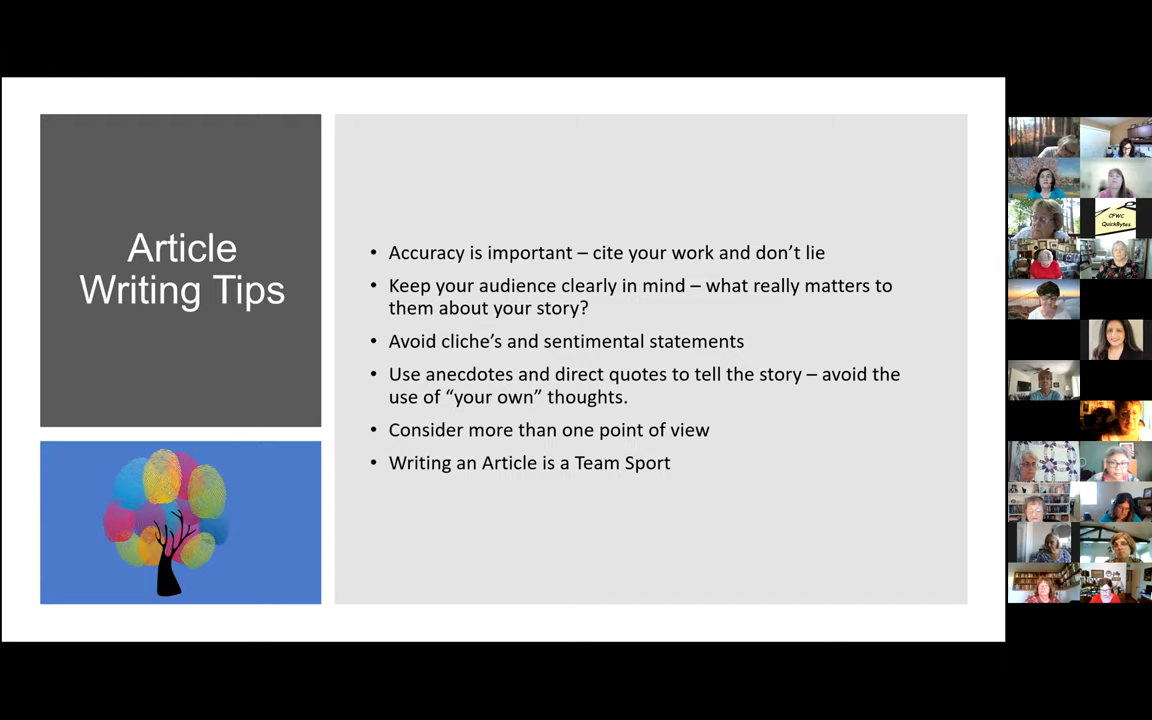 Article
Writing Tips
• Accuracy is important – cite your work and don’t lie
• Keep your audience clearly in mind – what really matters to
them about your story?
• Avoid cliche’s and sentimental statements
• Use anecdotes and direct quotes to tell the story – avoid the
use of “your own” thoughts.
• Consider more than one point of view
• Writing an Article is a Team Sport
CFWC
QuickBytes